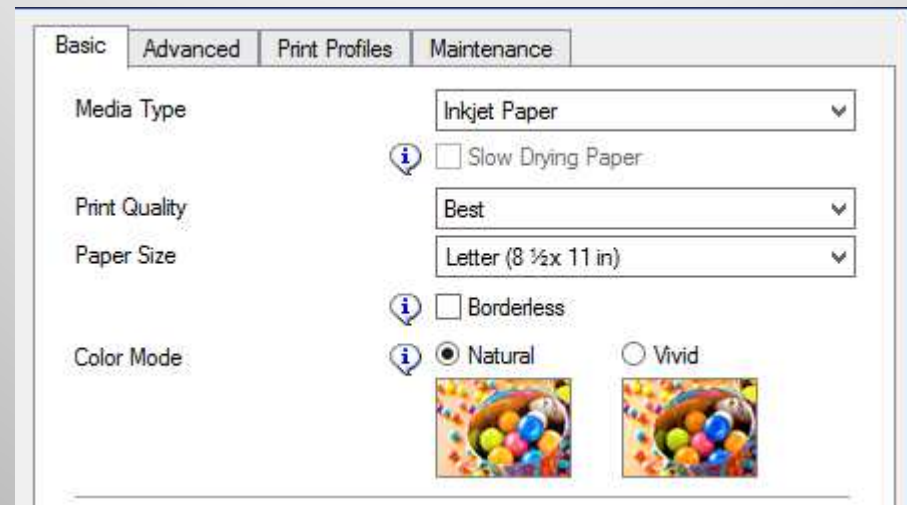 Basic Advanced Print Profiles Maintenance
Media Type Inkjet Paper
Slow Drying Paper
Print Quality Best
Paper Size Letter (8 ½x 11 in)
Borderless
Color Mode Natural Vivid